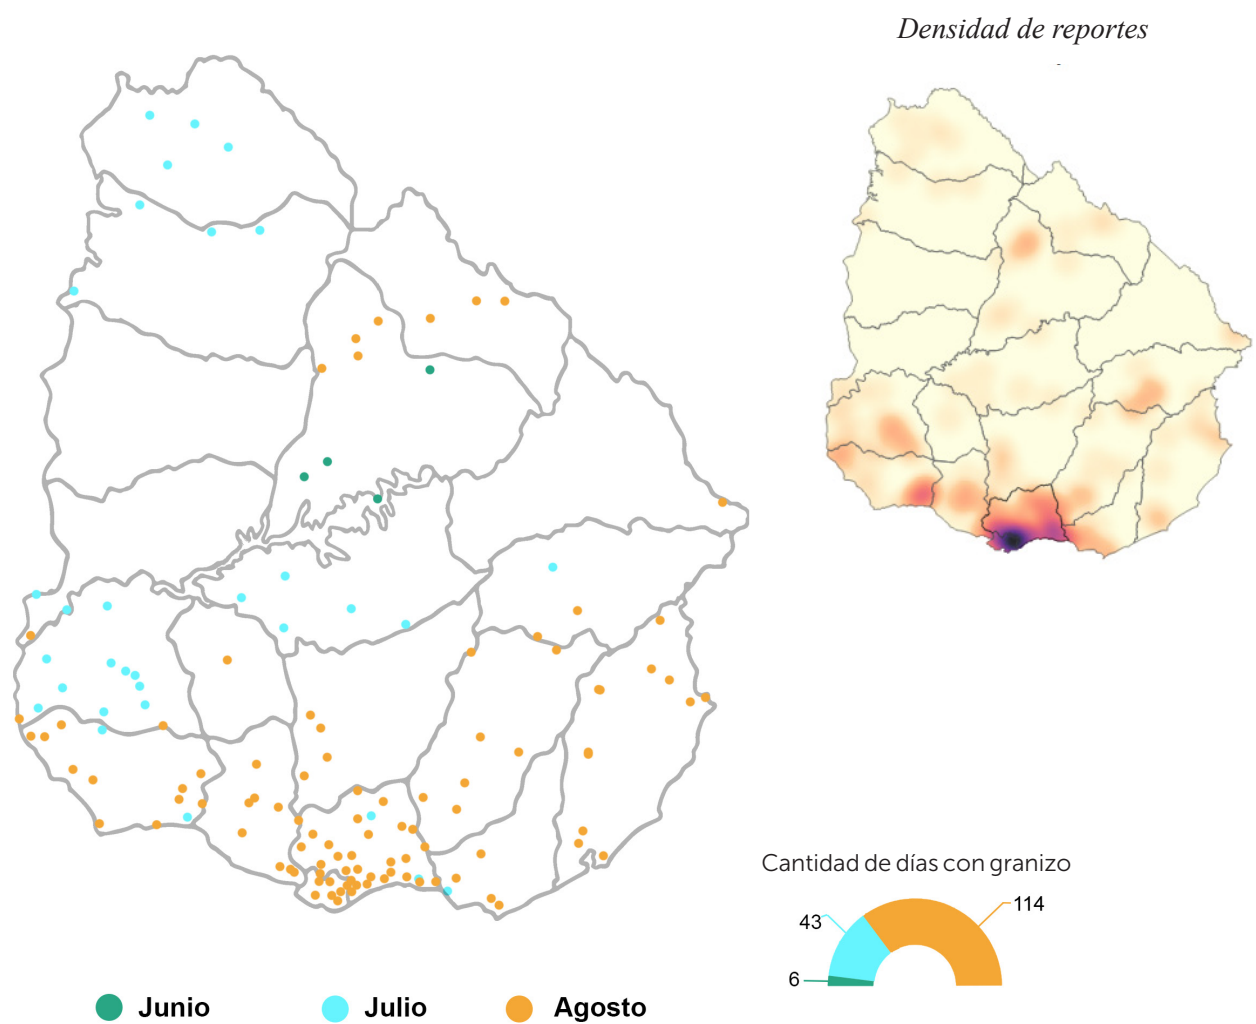 Densidad de reportes
Cantidad de días con granizo
114
43
6
Junio
Julio
Agosto